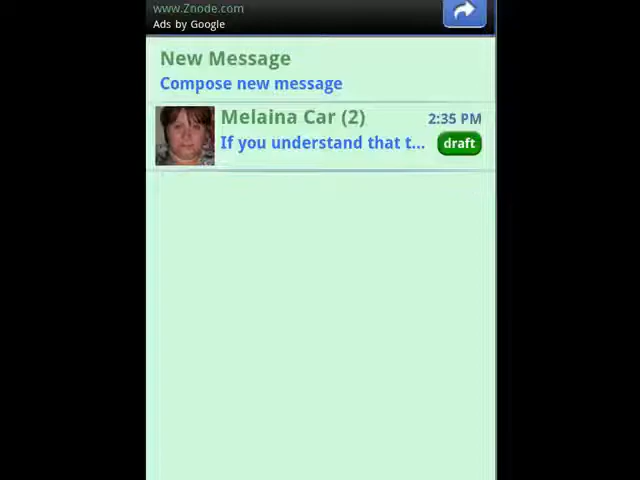 www.Znode.com
Ads by Google
New Message
Compose new message
Melaina Car (2) 2:35 PM
If you understand that t... draft